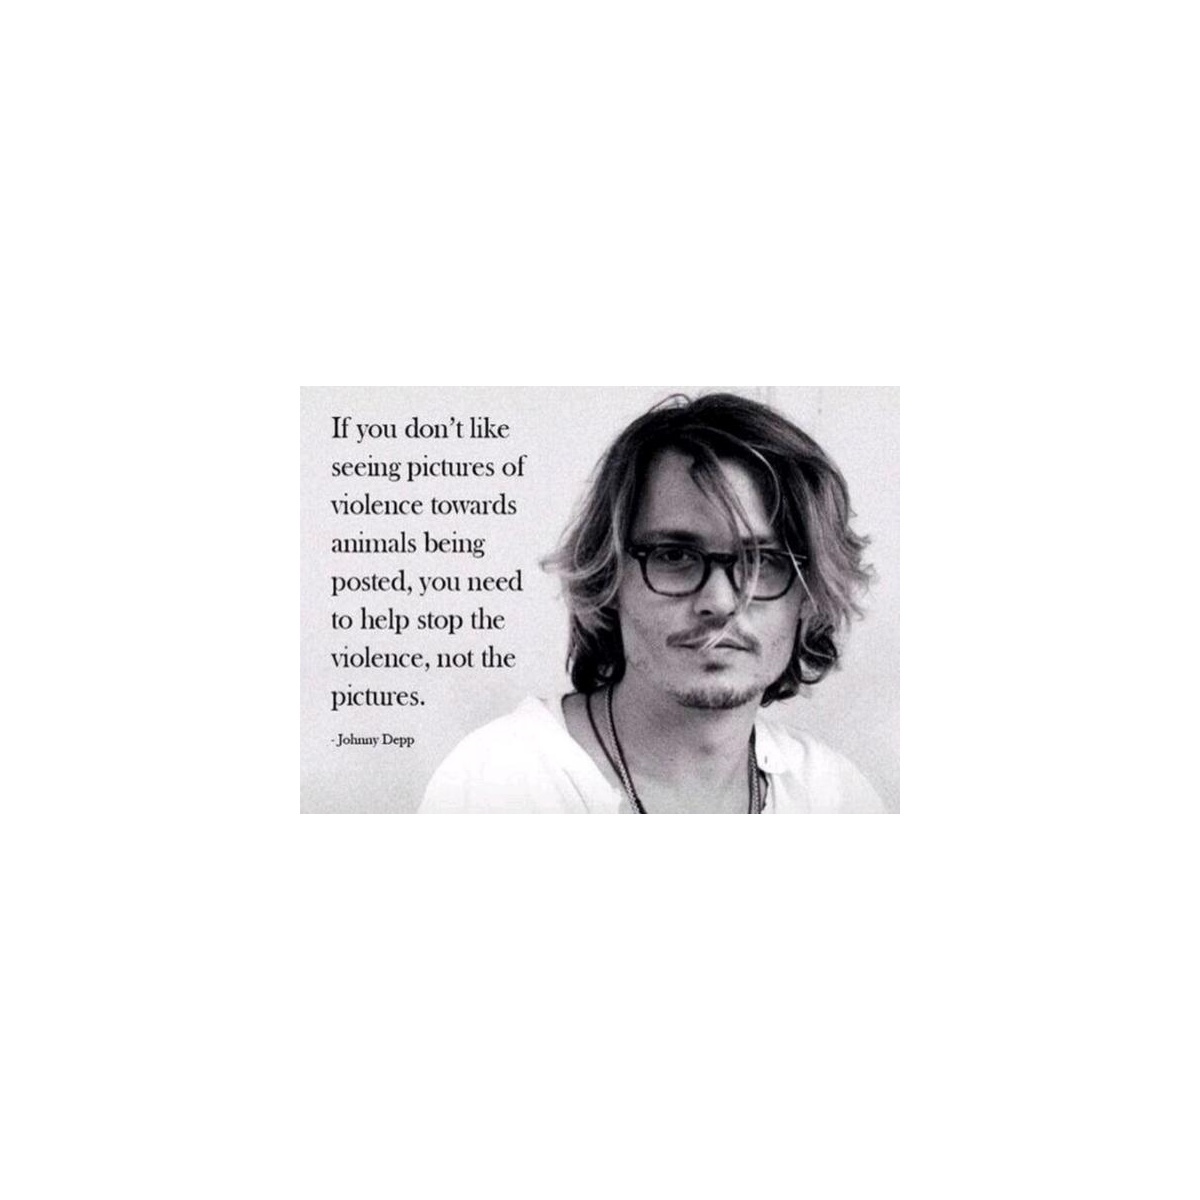 If you don't like
seeing pictures of
violence towards
animals being
posted, you need
to help stop the
violence, not the
pictures.
- Johnny Depp